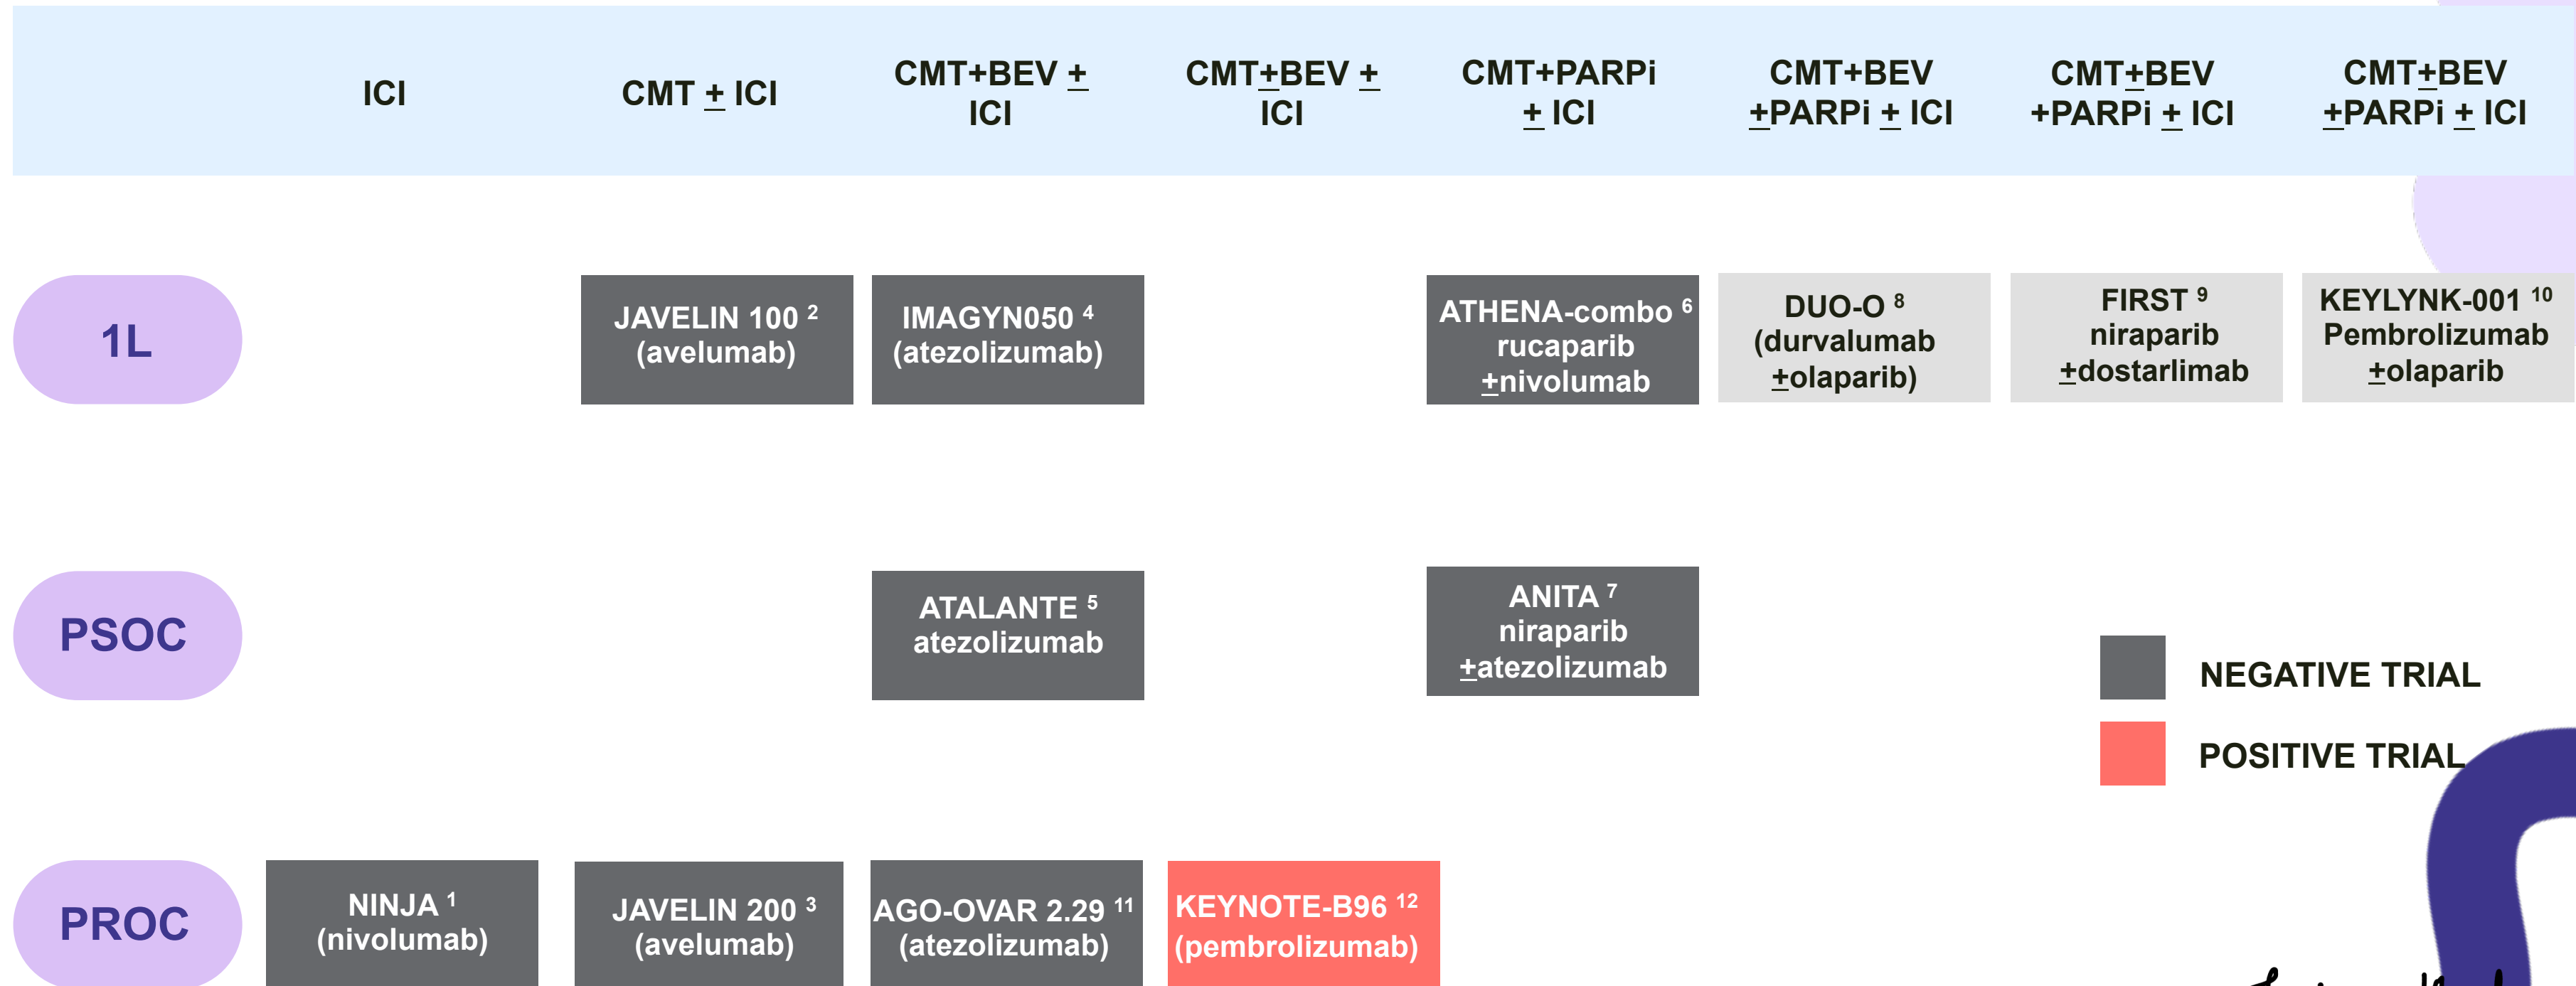 ICI
CMT ± ICI
CMT+BEV ±
ICI
CMT±BEV ±
ICI
CMT+PARPi
± ICI
CMT+BEV
±PARPi ± ICI
CMT±BEV
+PARPi ± ICI
CMT±BEV
±PARPi ± ICI
1L
JAVELIN 100 2
(avelumab)
IMAGYN050 4
(atezolizumab)
ATHENA-combo 6
rucaparib
±nivolumab
DUO-O 8
(durvalumab
±olaparib)
FIRST 9
niraparib
±dostarlimab
KEYLYNK-001 10
Pembrolizumab
±olaparib
PSOC
ATALANTE 5
atezolizumab
ANITA 7
niraparib
±atezolizumab
NEGATIVE TRIAL
POSITIVE TRIAL
PROC
NINJA 1
(nivolumab)
JAVELIN 200 3
(avelumab)
AGO-OVAR 2.29 11
(atezolizumab)
KEYNOTE-B96 12
(pembrolizumab)